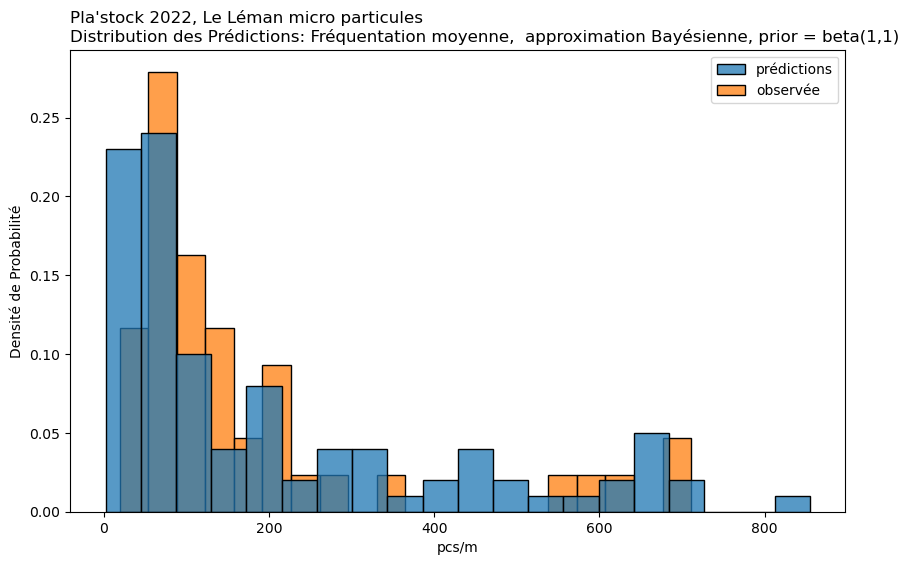 Pla'stock 2022, Le Léman micro particules
Distribution des Prédictions: Fréquentation moyenne,  approximation Bayésienne, prior = beta(1,1)
prédictions
observée
Densité de Probabilité
0.25
0.20
0.15
0.10
0.05
0.00
0
200
400
600
800
pcs/m